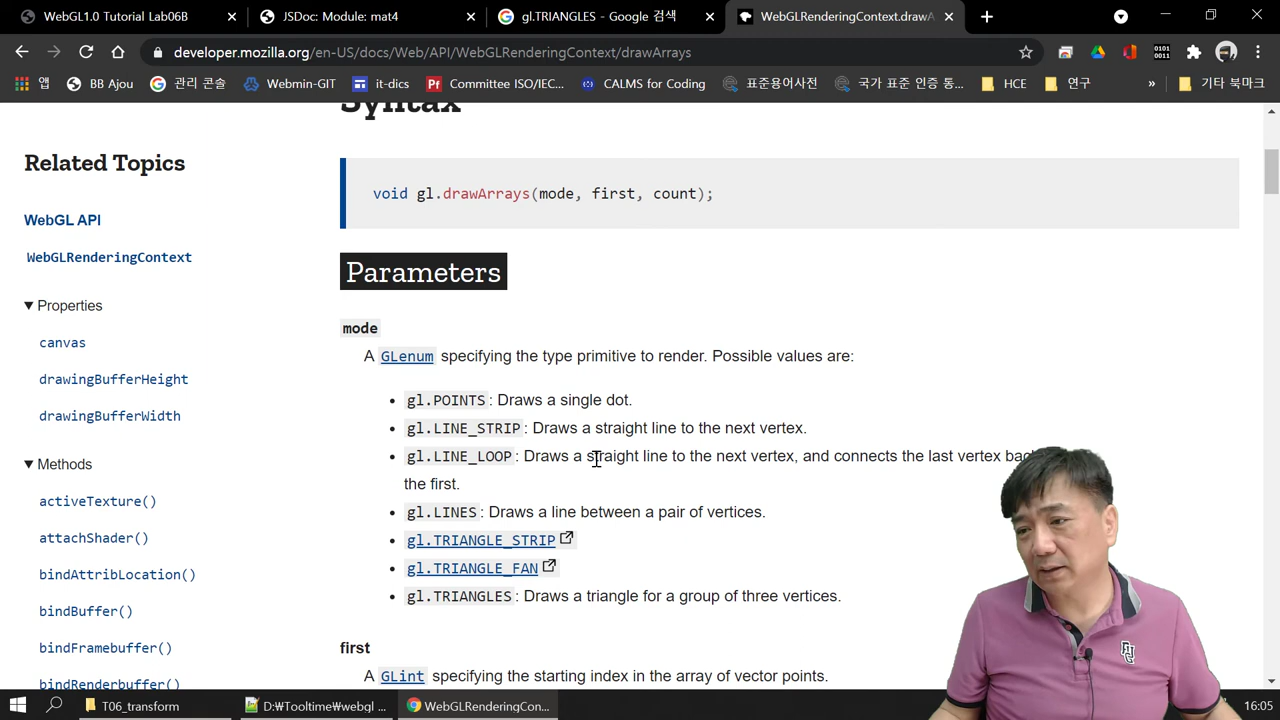 WebGL1.0 Tutorial Lab06B
JSDoc: Module: mat4
gl.TRIANGLES - Google 검색
WebGLRenderingContext.drawA
developer.mozilla.org/en-US/docs/Web/API/WebGLRenderingContext/drawArrays
앱
BB Ajou
관리 콘솔
Webmin-GIT
it-dics
Committee ISO/IEC...
CALMS for Coding
표준용어사전
국가 표준 인증 통...
HCE
연구
»
기타 북마크
Syntax
Related Topics
void gl.drawArrays(mode, first, count);
WebGL API
WebGLRenderingContext
Parameters
▼ Properties
mode
canvas
A GLenum specifying the type primitive to render. Possible values are:
drawingBufferHeight
• gl.POINTS: Draws a single dot.
drawingBufferWidth
• gl.LINE_STRIP: Draws a straight line to the next vertex.
▼ Methods
• gl.LINE_LOOP: Draws a straight line to the next vertex, and connects the last vertex bac
the first.
activeTexture()
• gl.LINES: Draws a line between a pair of vertices.
attachShader()
• gl.TRIANGLE_STRIP
bindAttribLocation()
• gl.TRIANGLE_FAN
bindBuffer()
• gl.TRIANGLES: Draws a triangle for a group of three vertices.
bindFramebuffer()
first
bindRenderbuffer()
A GLint specifying the starting index in the array of vector points.
T06_transform
D:₩Tooltime₩webgl ...
WebGLRenderingCon...
16:05